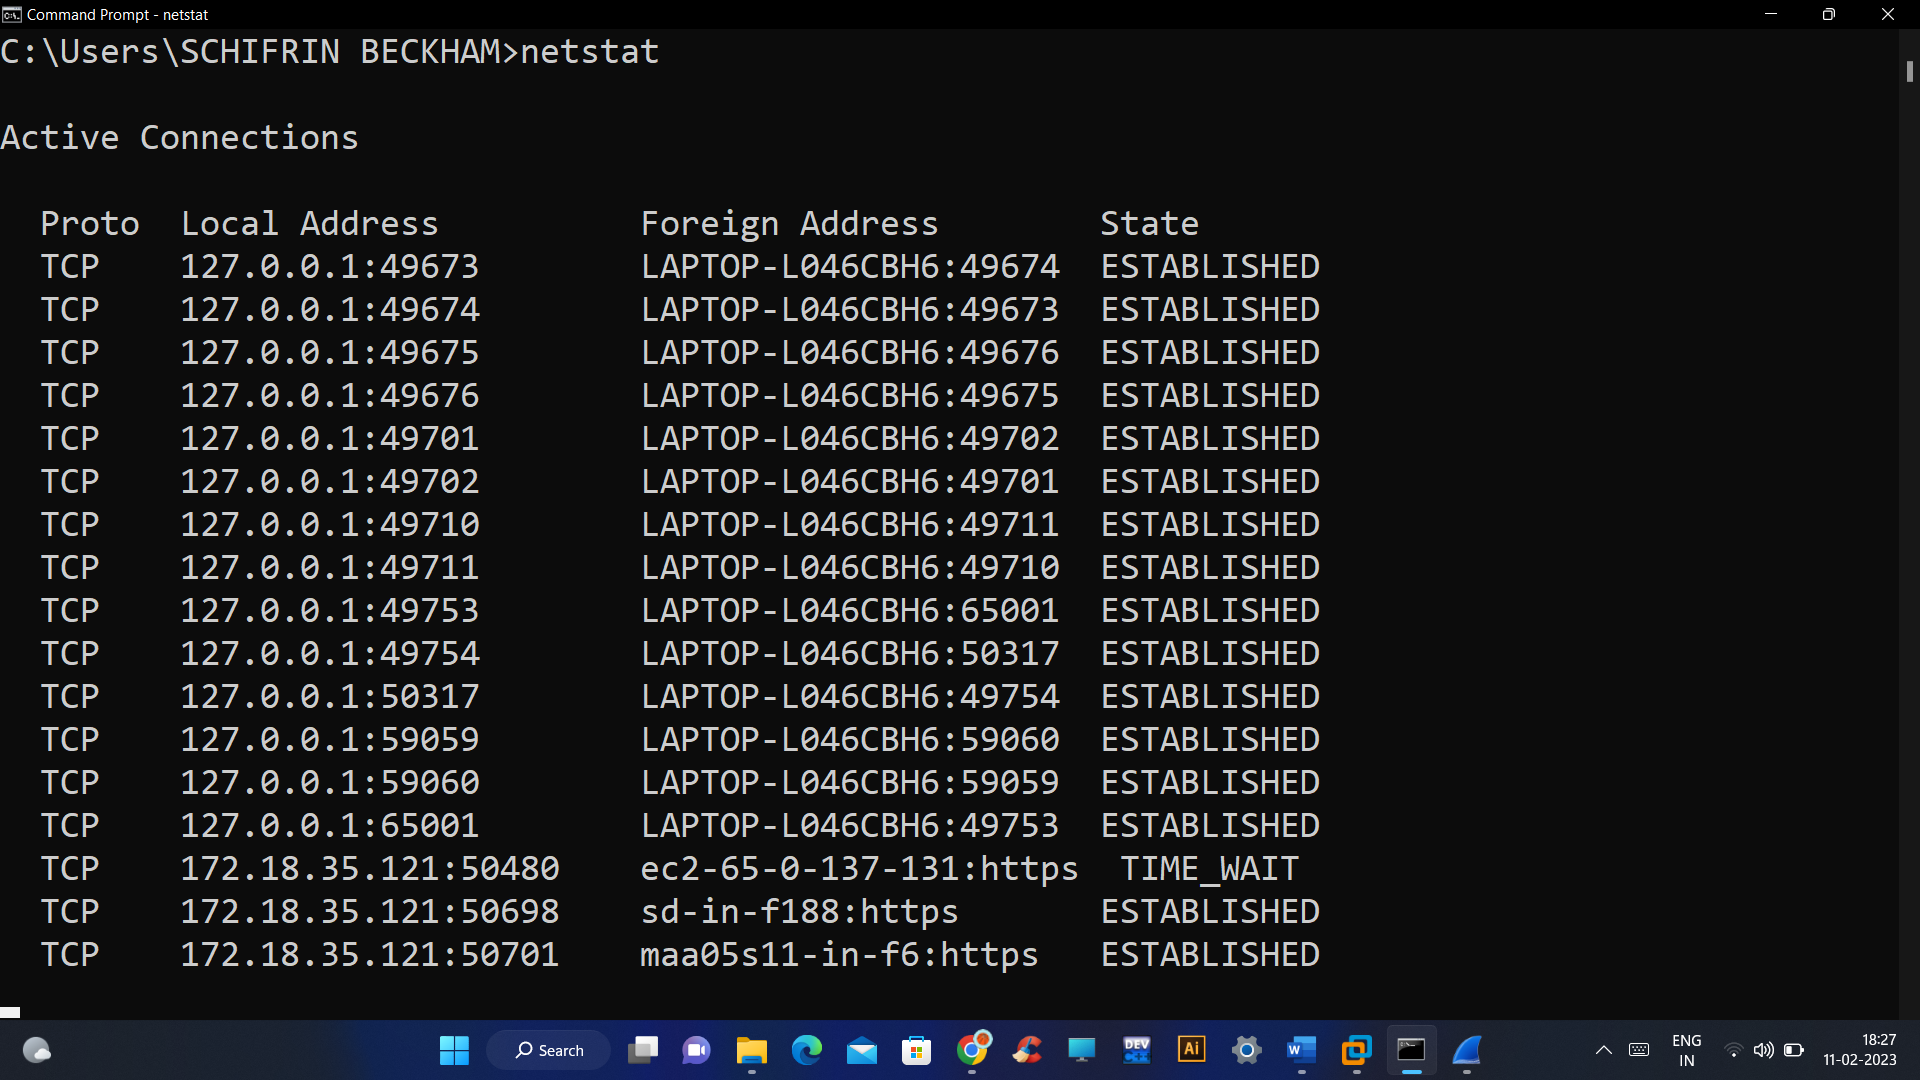 Command Prompt - netstat
C:\Users\SCHIFRIN BECKHAM>netstat
Active Connections
Proto  Local Address          Foreign Address        State
TCP    127.0.0.1:49673        LAPTOP-L046CBH6:49674  ESTABLISHED
TCP    127.0.0.1:49674        LAPTOP-L046CBH6:49673  ESTABLISHED
TCP    127.0.0.1:49675        LAPTOP-L046CBH6:49676  ESTABLISHED
TCP    127.0.0.1:49676        LAPTOP-L046CBH6:49675  ESTABLISHED
TCP    127.0.0.1:49701        LAPTOP-L046CBH6:49702  ESTABLISHED
TCP    127.0.0.1:49702        LAPTOP-L046CBH6:49701  ESTABLISHED
TCP    127.0.0.1:49710        LAPTOP-L046CBH6:49711  ESTABLISHED
TCP    127.0.0.1:49711        LAPTOP-L046CBH6:49710  ESTABLISHED
TCP    127.0.0.1:49753        LAPTOP-L046CBH6:65001  ESTABLISHED
TCP    127.0.0.1:49754        LAPTOP-L046CBH6:50317  ESTABLISHED
TCP    127.0.0.1:50317        LAPTOP-L046CBH6:49754  ESTABLISHED
TCP    127.0.0.1:59059        LAPTOP-L046CBH6:59060  ESTABLISHED
TCP    127.0.0.1:59060        LAPTOP-L046CBH6:59059  ESTABLISHED
TCP    127.0.0.1:65001        LAPTOP-L046CBH6:49753  ESTABLISHED
TCP    172.18.35.121:50480    ec2-65-0-137-131:https  TIME_WAIT
TCP    172.18.35.121:50698    sd-in-f188:https       ESTABLISHED
TCP    172.18.35.121:50701    maa05s11-in-f6:https   ESTABLISHED
Search
DEV
C++
Ai
W
ENG
IN
18:27
11-02-2023